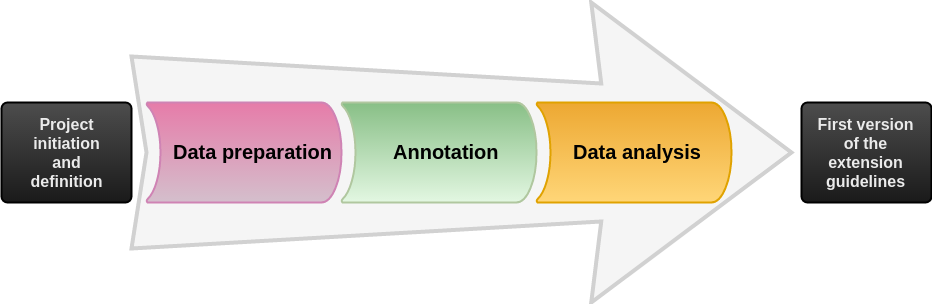 Project
initiation
and
definition
Data preparation
Annotation
Data analysis
First version
of the
extension
guidelines